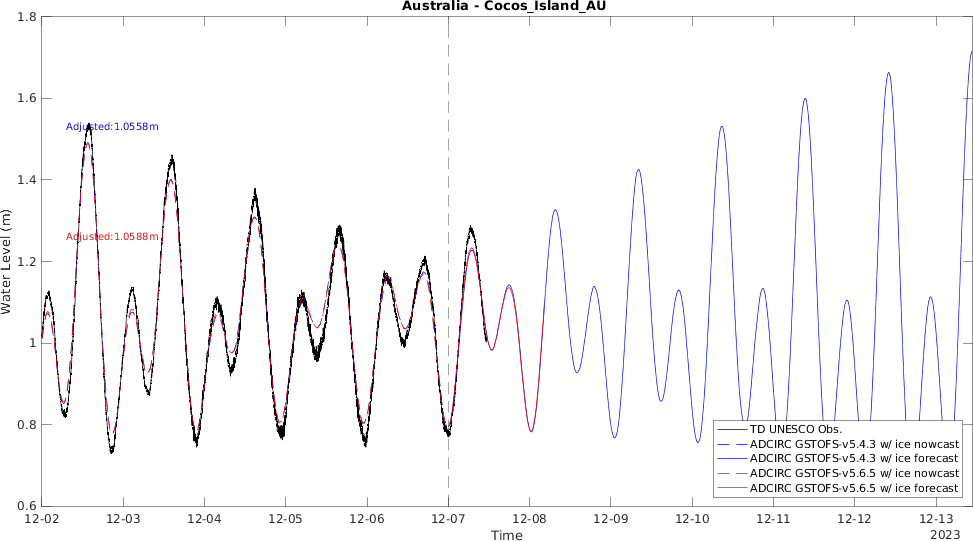 Australia - Cocos_Island_AU
1.8
1.6
1.4
1.2
1
0.8
0.6
Water Level (m)
Adjusted:1.0558m
Adjusted:1.0588m
TD UNESCO Obs.
ADCIRC GSTOFS-v5.4.3 w/ ice nowcast
ADCIRC GSTOFS-v5.4.3 w/ ice forecast
ADCIRC GSTOFS-v5.6.5 w/ ice nowcast
ADCIRC GSTOFS-v5.6.5 w/ ice forecast
12-02 12-03 12-04 12-05 12-06 12-07 12-08 12-09 12-10 12-11 12-12 12-13
2023
Time